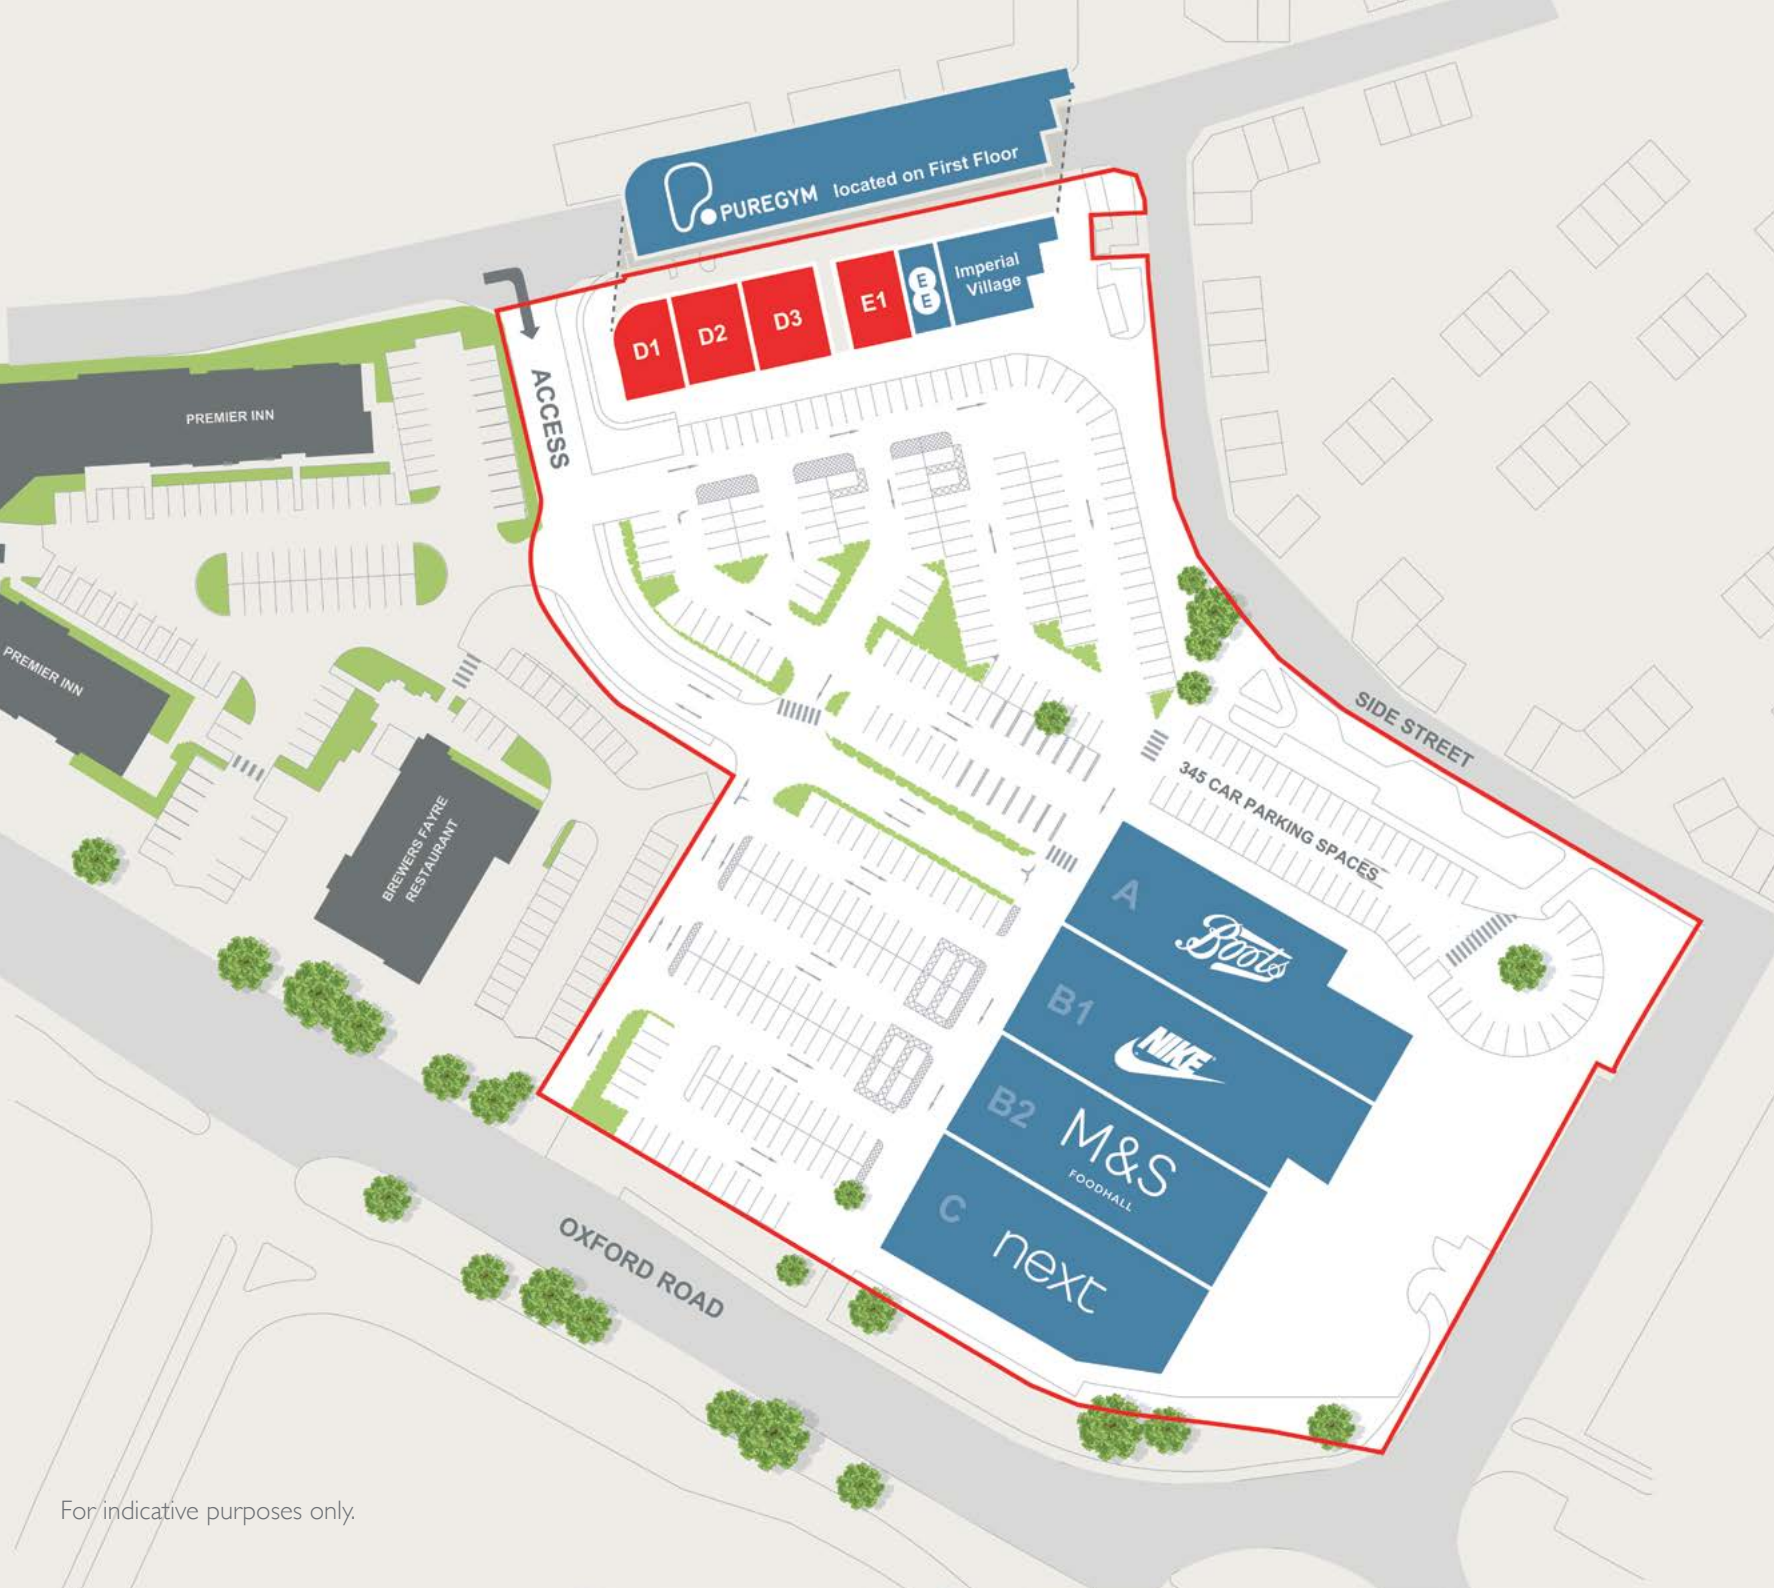 PUREGYM located on First Floor
D1
D2
D3
E1
E
E
Imperial
Village
ACCESS
PREMIER INN
PREMIER INN
BREWERS FAYRE
RESTAURANT
SIDE STREET
345 CAR PARKING SPACES
A
Boots
B1
NIKE
B2
M&S
FOODHALL
C
next
OXFORD ROAD
For indicative purposes only.